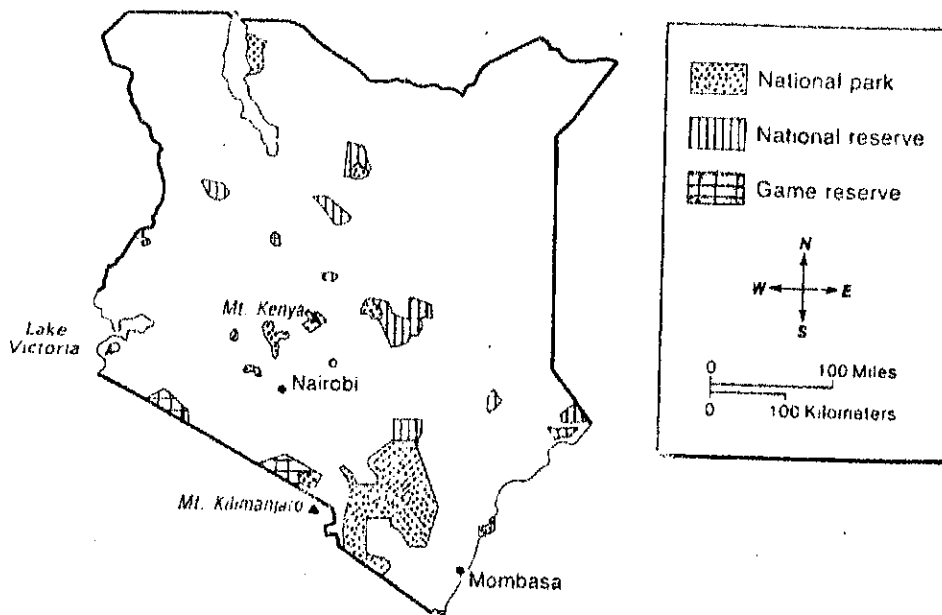 National park
National reserve
Game reserve
N
W
E
S
0
100 Miles
0
100 Kilometers
Mt. Kenya
Lake
Victoria
Nairobi
Mt. Kilimanjaro
Mombasa